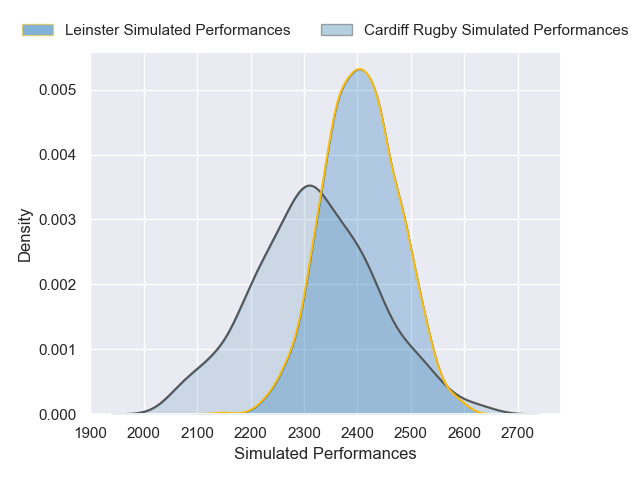 Leinster Simulated Performances
Cardiff Rugby Simulated Performances
0.005
0.004
0.003
0.002
0.001
0.000
Density
1900 2000 2100 2200 2300 2400 2500 2600 2700
Simulated Performances